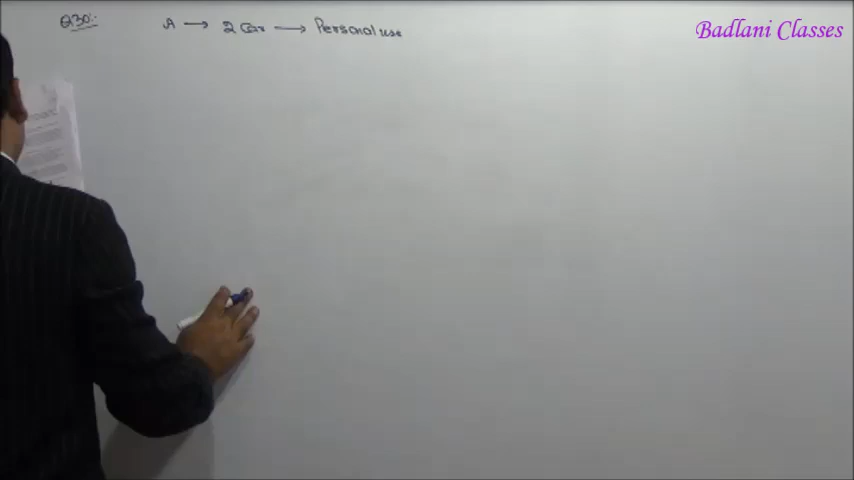 Badlani Classes
Q30:- A → 2 Car → Personal use